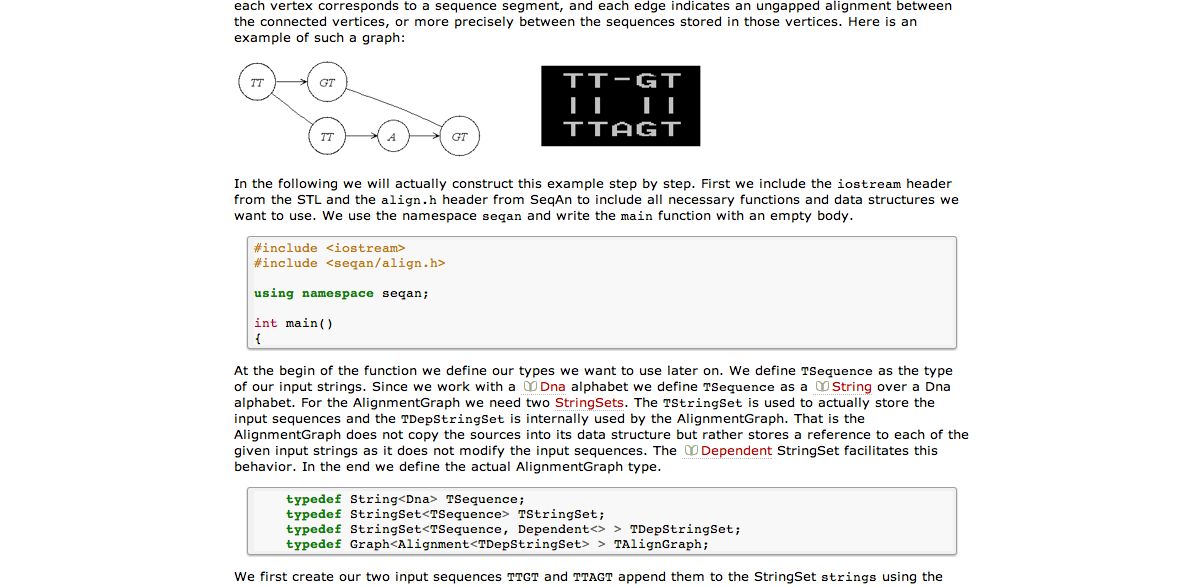 each vertex corresponds to a sequence segment, and each edge indicates an ungapped alignment between
the connected vertices, or more precisely between the sequences stored in those vertices. Here is an
example of such a graph:
TT
GT
TT
A
GT
TT-GT
|| ||
TTAGT
In the following we will actually construct this example step by step. First we include the iostream header
from the STL and the align.h header from SeqAn to include all necessary functions and data structures we
want to use. We use the namespace seqan and write the main function with an empty body.
#include <iostream>
#include <seqan/align.h>
using namespace seqan;
int main()
{
At the begin of the function we define our types we want to use later on. We define TSequence as the type
of our input strings. Since we work with a Dna alphabet we define TSequence as a String over a Dna
alphabet. For the AlignmentGraph we need two StringSets. The TStringSet is used to actually store the
input sequences and the TDepStringSet is internally used by the AlignmentGraph. That is the
AlignmentGraph does not copy the sources into its data structure but rather stores a reference to each of the
given input strings as it does not modify the input sequences. The Dependent StringSet facilitates this
behavior. In the end we define the actual AlignmentGraph type.
typedef String<Dna> TSequence;
typedef StringSet<TSequence> TStringSet;
typedef StringSet<TSequence, Dependent<> > TDepStringSet;
typedef Graph<Alignment<TDepStringSet> > TAlignGraph;
We first create our two input sequences TTGT and TTAGT append them to the StringSet strings using the